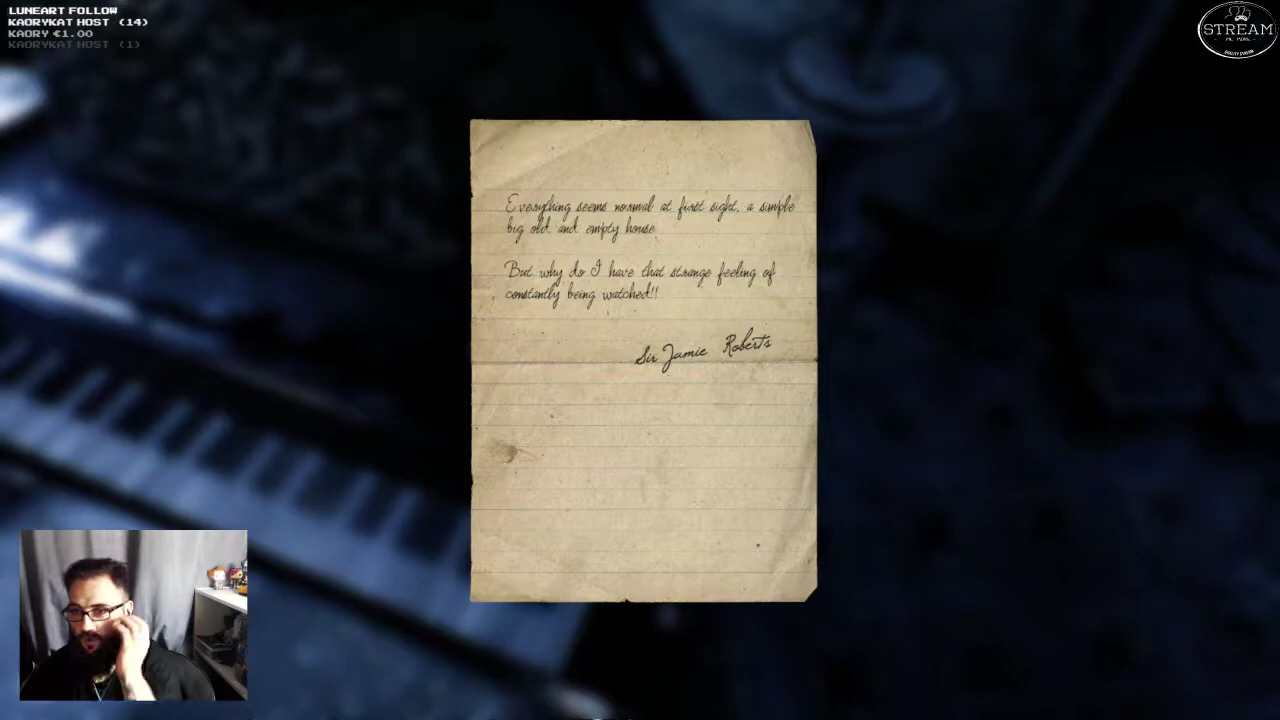 LUNEART FOLLOW
KAORYKAT HOST (14)
KAORY €1.00
KAORYKAT HOST (1)
STREAM
QUALITY STREAM
Everything seems normal at first sight, a simple
big old and empty house
But why do I have that strange feeling of
constantly being watched!!
Sir Jamie Roberts